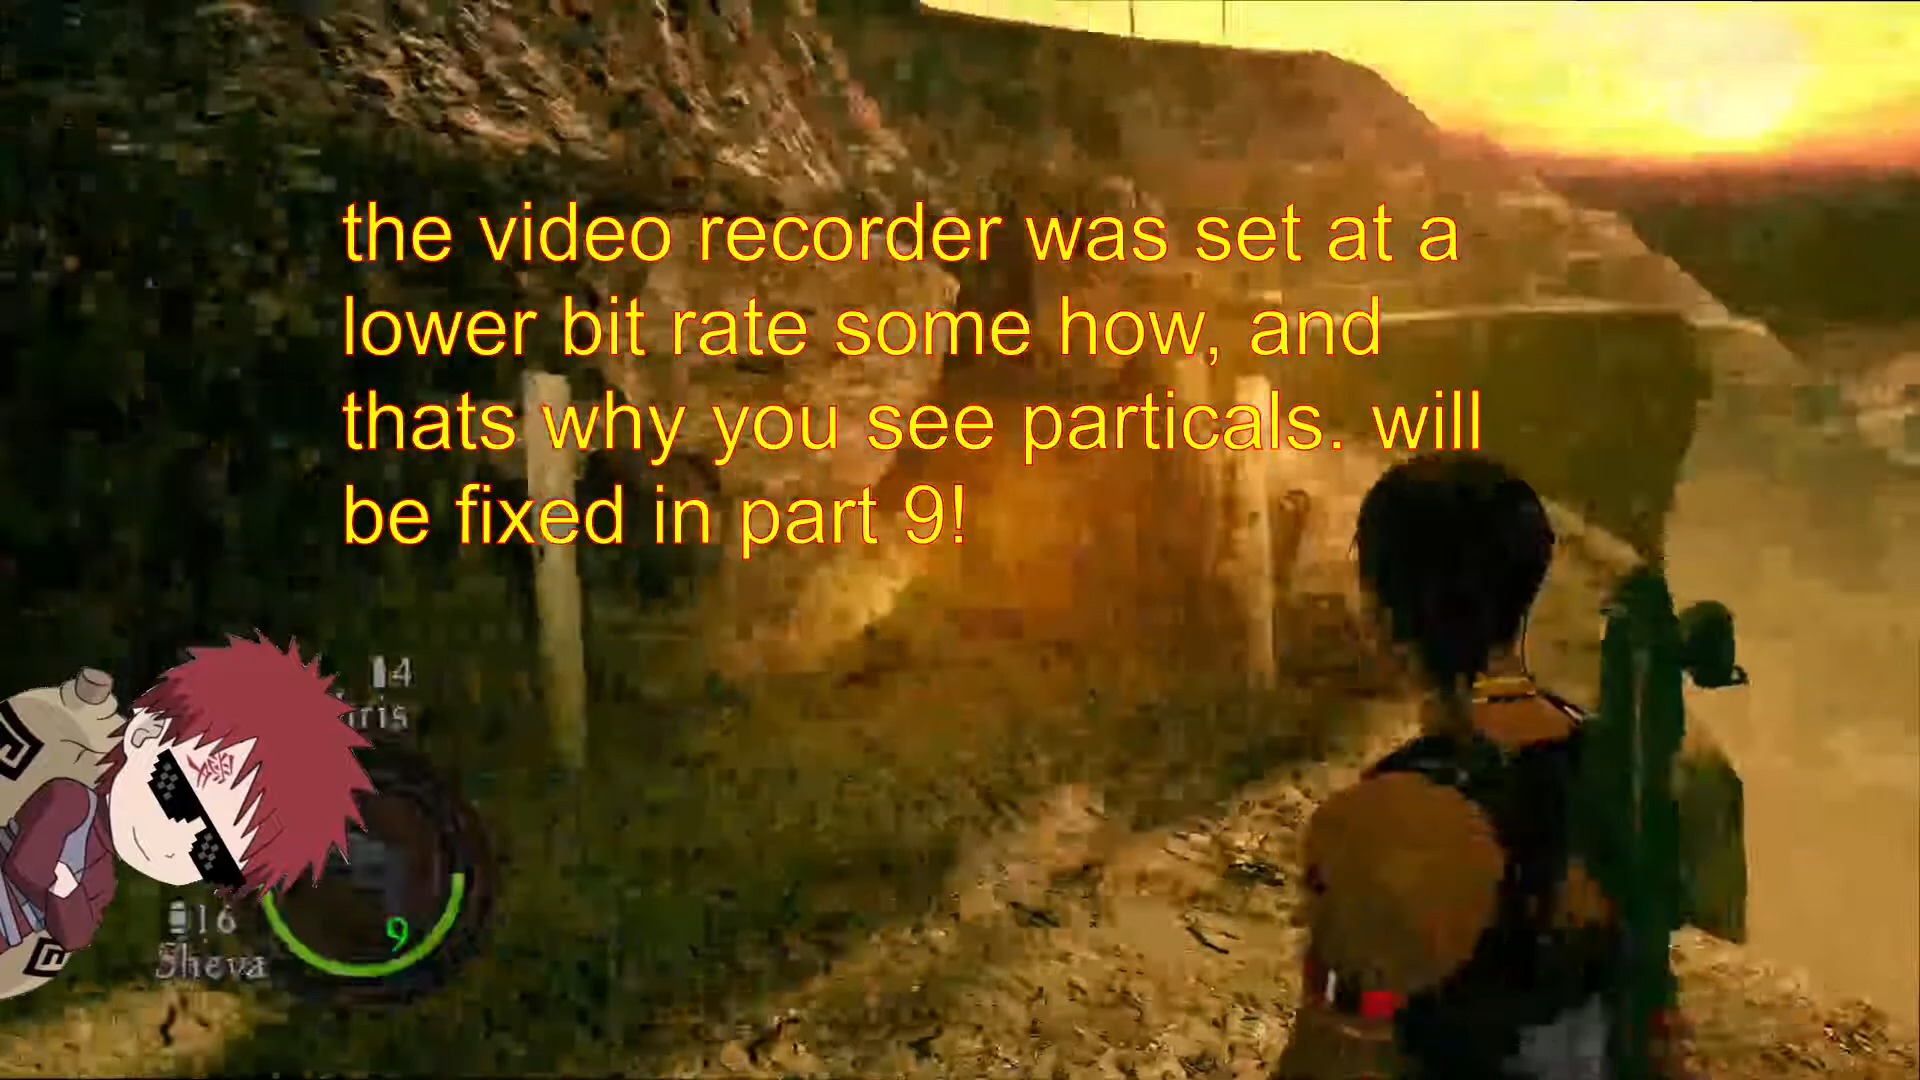 the video recorder was set at a
lower bit rate some how, and
thats why you see particals. will
be fixed in part 9!
4
16
9
Sheva